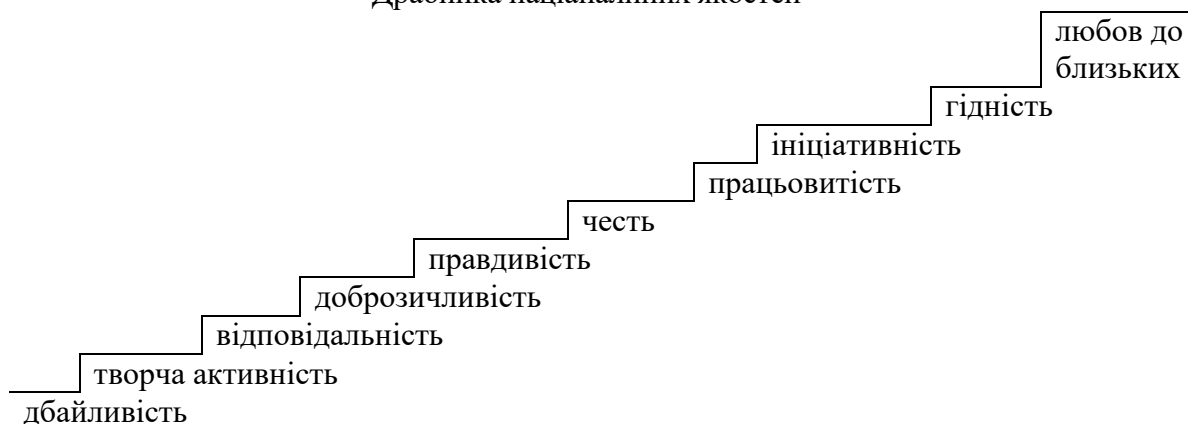 любов до
близьких
гідність
ініціативність
працьовитість
честь
правдивість
доброзичливість
відповідальність
творча активність
дбайливість